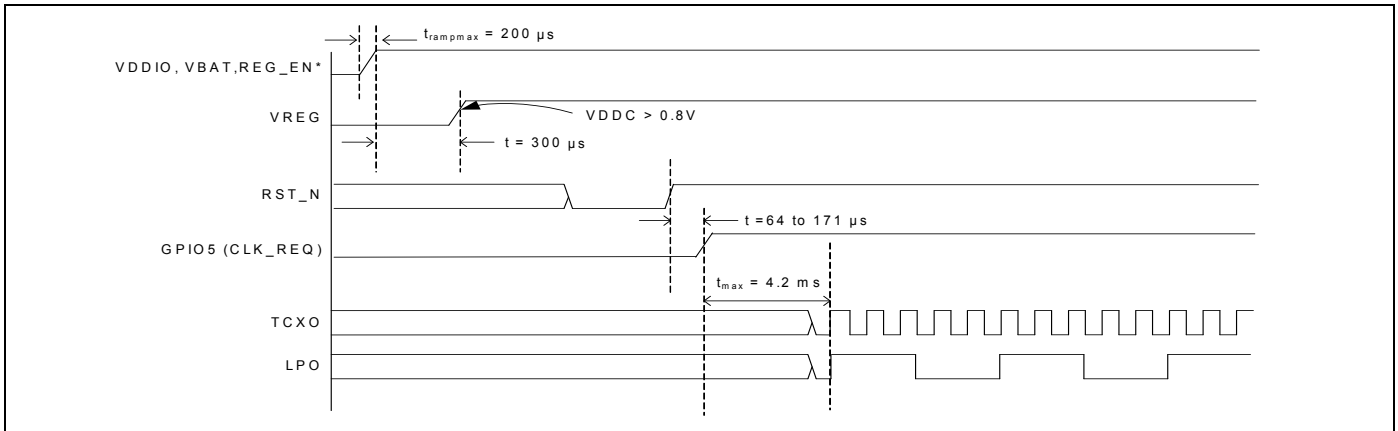 t_rampmax = 200 µs
VDDIO, VBAT,REG_EN*
VREG
VDDC > 0.8V
t = 300 µs
RST_N
t =64 to 171 µs
GPIO5 (CLK_REQ)
t_max = 4.2 ms
TCXO
LPO